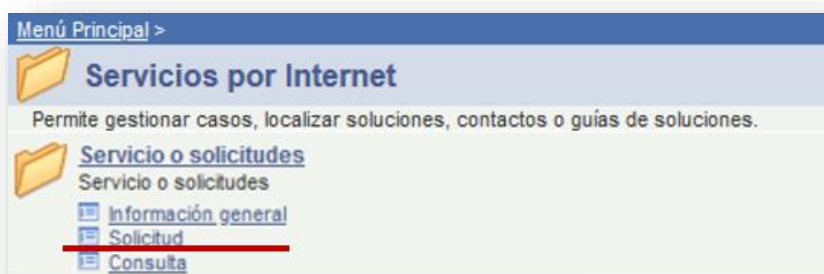 Menú Principal >
Servicios por Internet
Permite gestionar casos, localizar soluciones, contactos o guías de soluciones.
Servicio o solicitudes
Servicio o solicitudes
Información general
Solicitud
Consulta